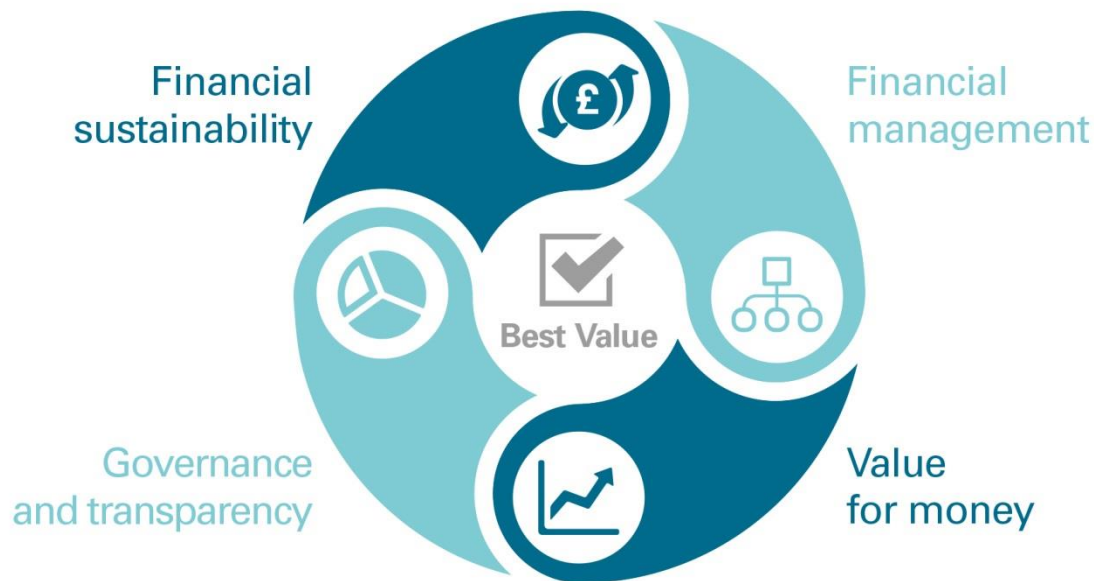 Financial
sustainability
Financial
management
£
Best Value
Governance
and transparency
Value
for money